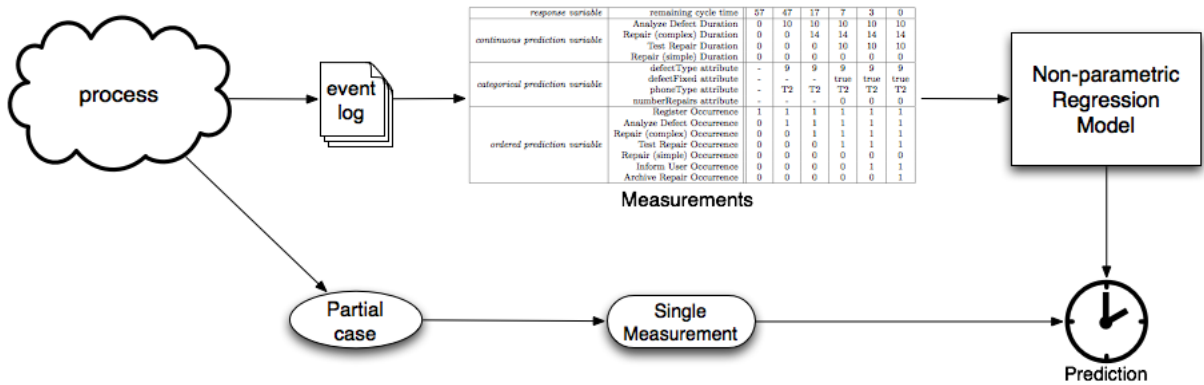 process
event
log
response variable remaining cycle time 57 47 17 7 3 0
continuous prediction variable
Analyze Defect Duration 0 10 10 10 10 10
Repair (complex) Duration 0 0 14 14 14 14
Test Repair Duration 0 0 0 10 10 10
Repair (simple) Duration 0 0 0 0 0 0
categorical prediction variable
defectType attribute - 9 9 9 9 9
defectFixed attribute - - - true true true
phoneType attribute - T2 T2 T2 T2 T2
numberRepairs attribute - - - 0 0 0
ordered prediction variable
Register Occurrence 1 1 1 1 1 1
Analyze Defect Occurrence 0 1 1 1 1 1
Repair (complex) Occurrence 0 0 1 1 1 1
Test Repair Occurrence 0 0 0 1 1 1
Repair (simple) Occurrence 0 0 0 0 0 0
Inform User Occurrence 0 0 0 0 1 1
Archive Repair Occurrence 0 0 0 0 0 1
Measurements
Non-parametric
Regression
Model
Partial
case
Single
Measurement
Prediction